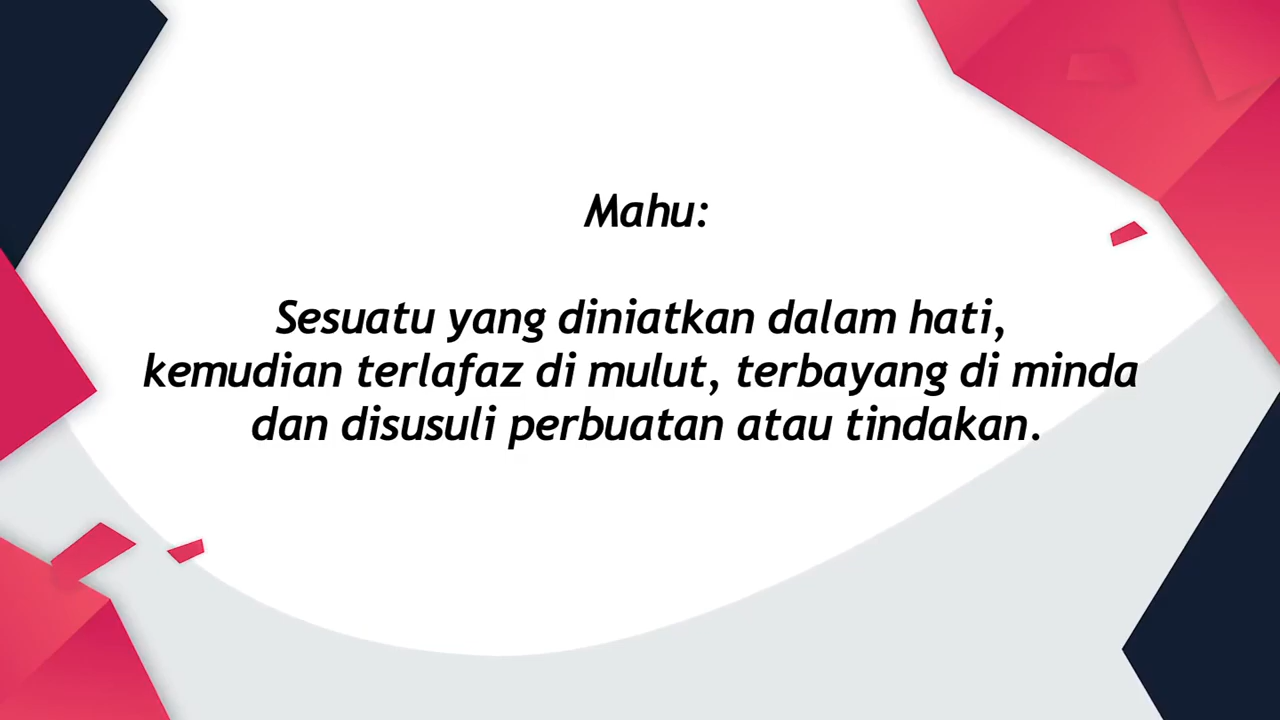 Mahu:
Sesuatu yang diniatkan dalam hati,
kemudian terlafaz di mulut, terbayang di minda
dan disusuli perbuatan atau tindakan.